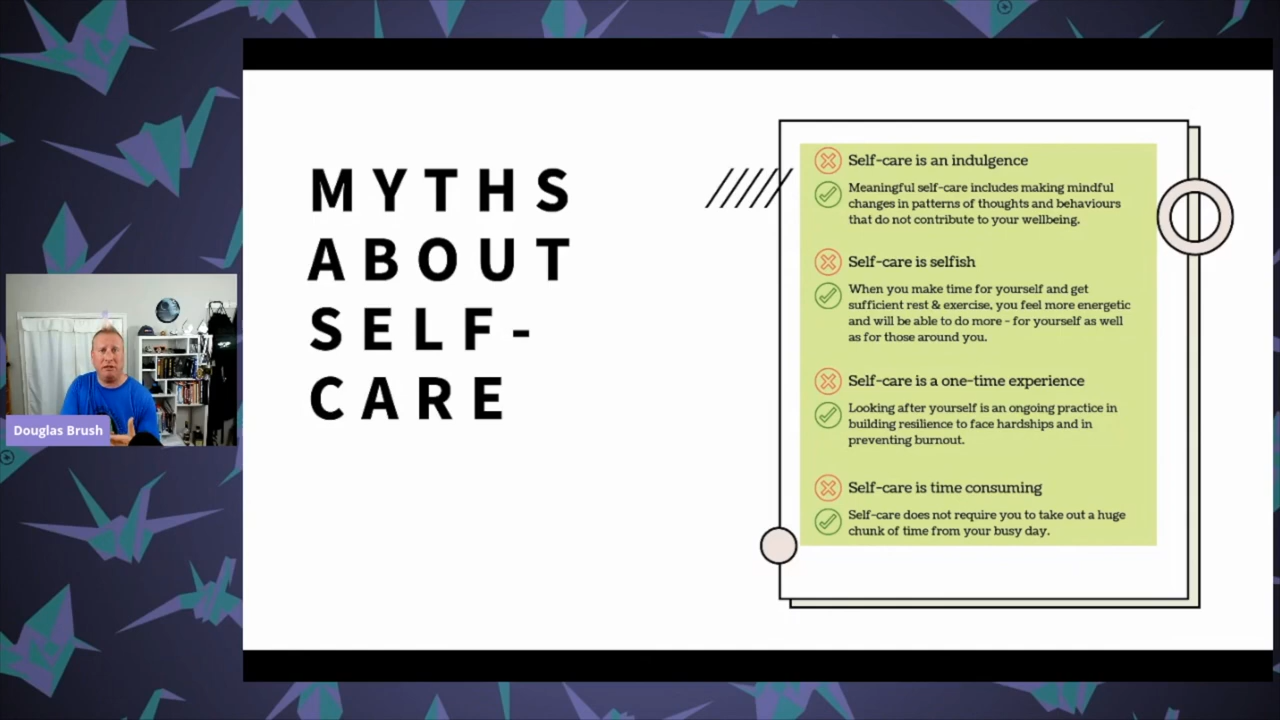 MYTHS
ABOUT
SELF-
CARE
Self-care is an indulgence
Meaningful self-care includes making mindful
changes in patterns of thoughts and behaviours
that do not contribute to your wellbeing.
Self-care is selfish
When you make time for yourself and get
sufficient rest & exercise, you feel more energetic
and will be able to do more - for yourself as well
as for those around you.
Self-care is a one-time experience
Looking after yourself is an ongoing practice in
building resilience to face hardships and in
preventing burnout.
Self-care is time consuming
Self-care does not require you to take out a huge
chunk of time from your busy day.
Douglas Brush